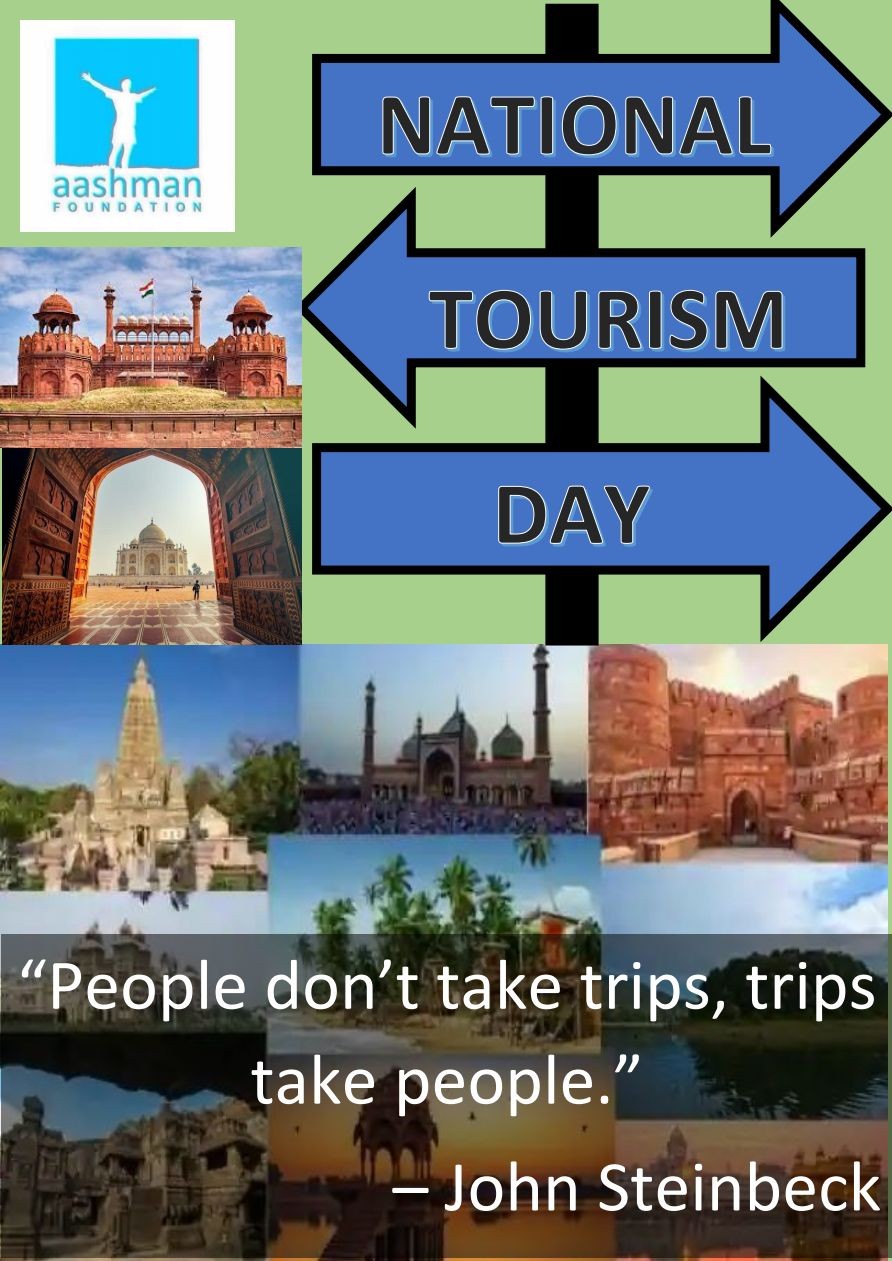 aashman
FOUNDATION
NATIONAL
TOURISM
DAY
“People don’t take trips, trips
take people.”
– John Steinbeck